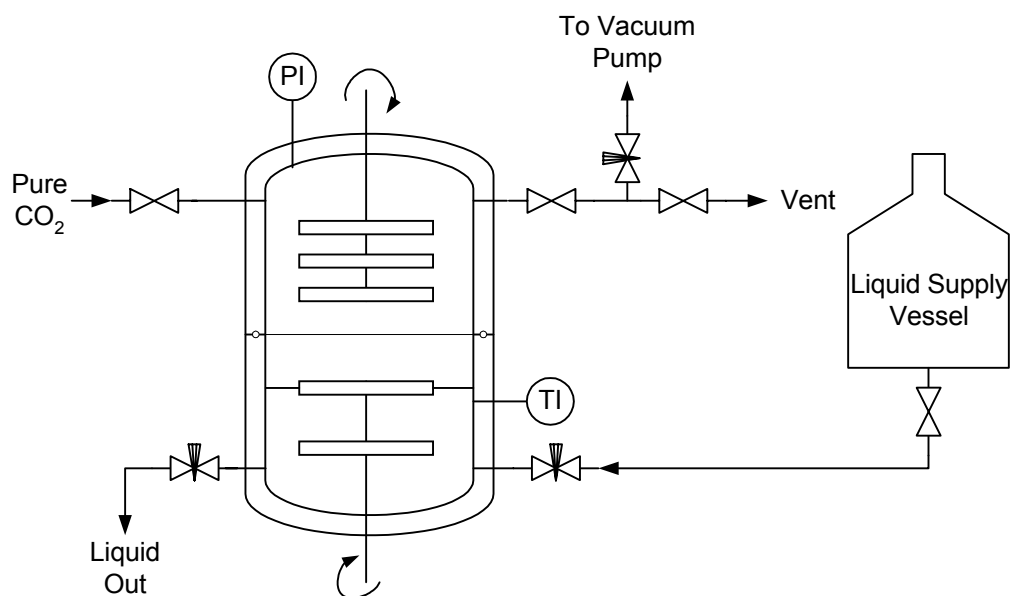 To Vacuum
Pump
PI
Pure
CO₂
Vent
Liquid Supply
Vessel
TI
Liquid
Out